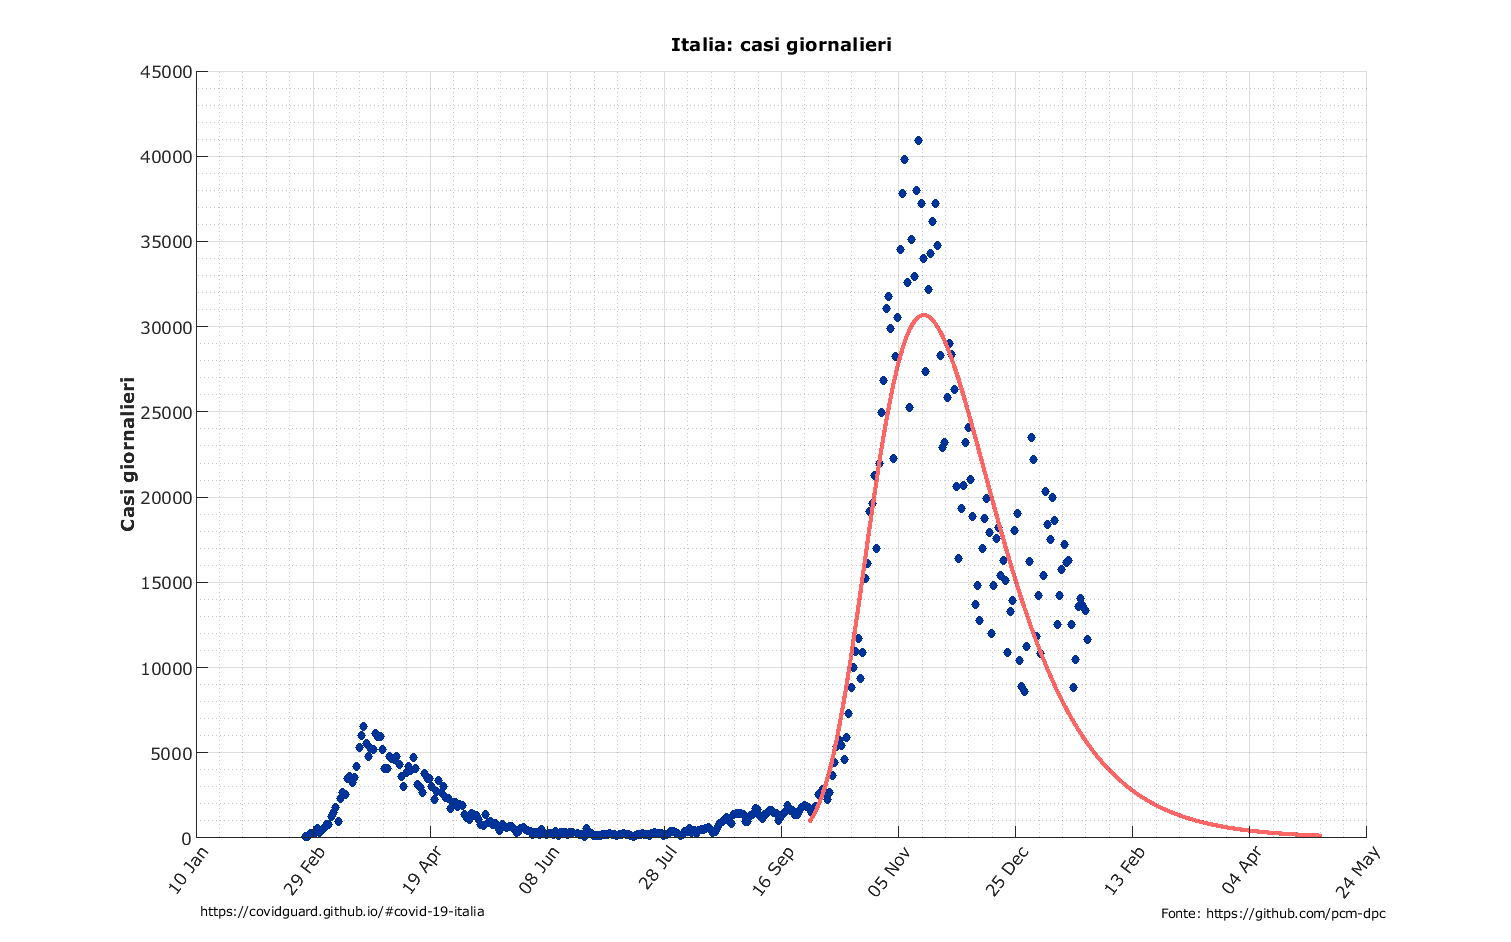 Italia: casi giornalieri
Casi giornalieri
45000
40000
35000
30000
25000
20000
15000
10000
5000
0
10 Jan
29 Feb
19 Apr
08 Jun
28 Jul
16 Sep
05 Nov
25 Dec
13 Feb
04 Apr
24 May
https://covidguard.github.io/#covid-19-italia
Fonte: https://github.com/pcm-dpc